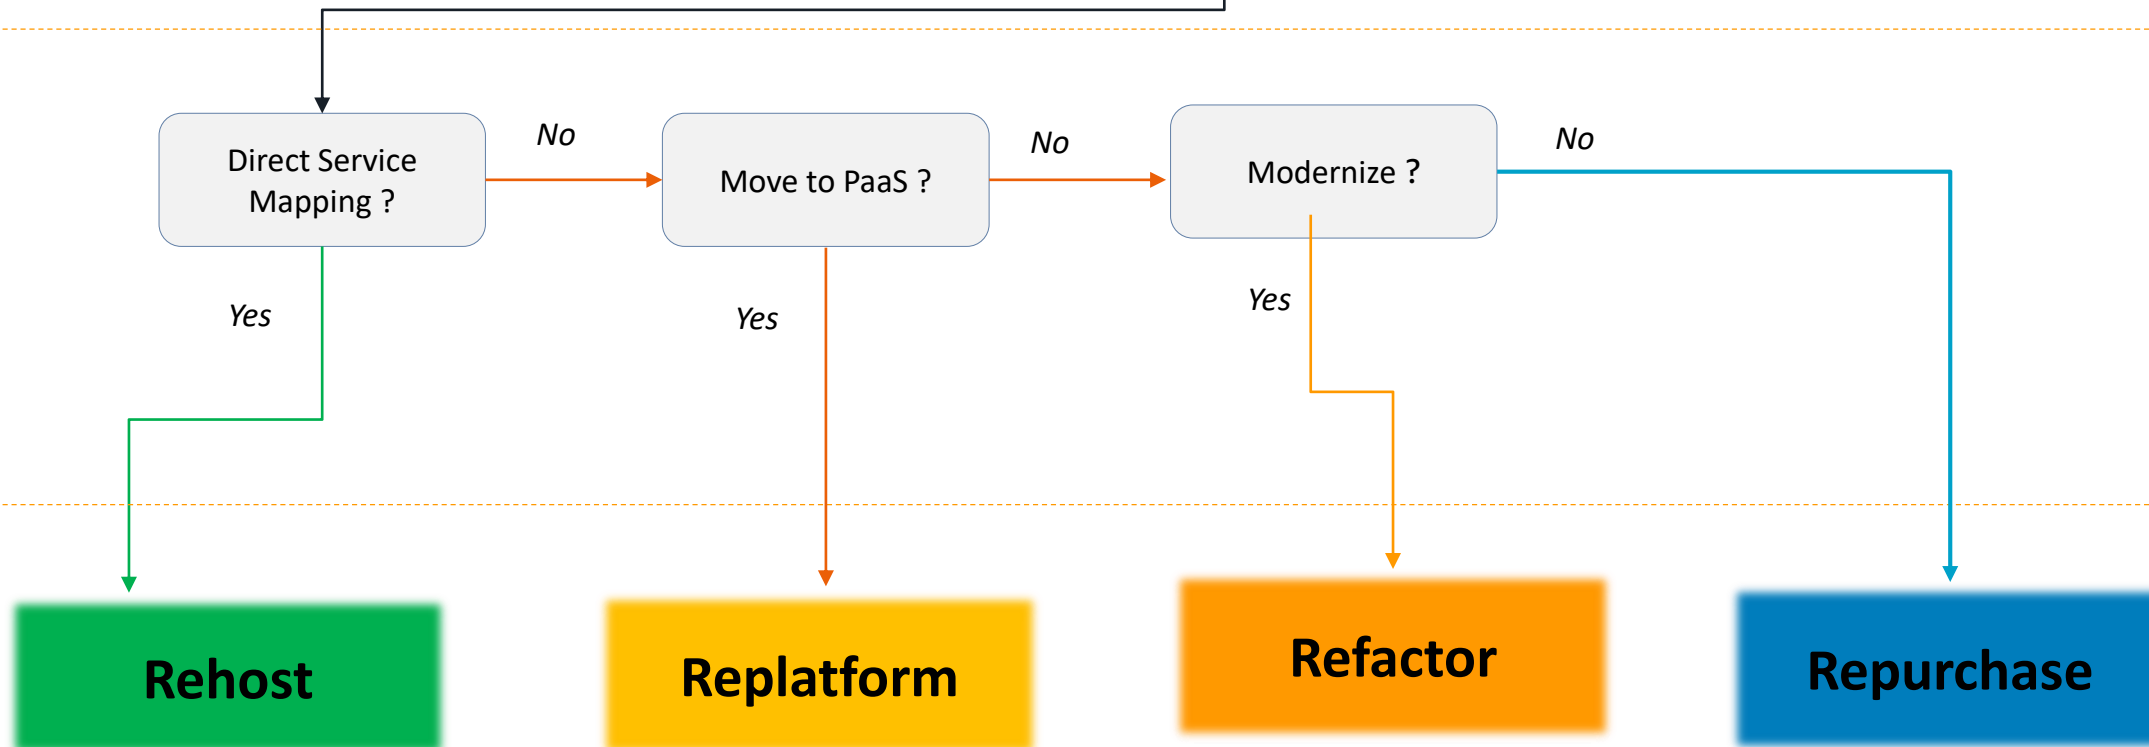 Direct Service
Mapping ?
No
Move to PaaS ?
No
Modernize ?
No
Yes
Yes
Yes
Rehost
Replatform
Refactor
Repurchase